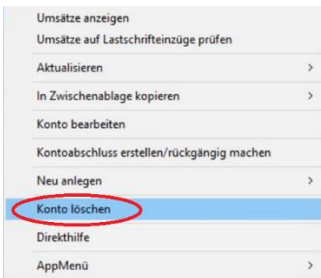 Umsätze anzeigen
Umsätze auf Lastschrifteinzüge prüfen
Aktualisieren
In Zwischenablage kopieren
Konto bearbeiten
Kontoabschluss erstellen/rückgängig machen
Neu anlegen
Konto löschen
Direkthilfe
AppMenü